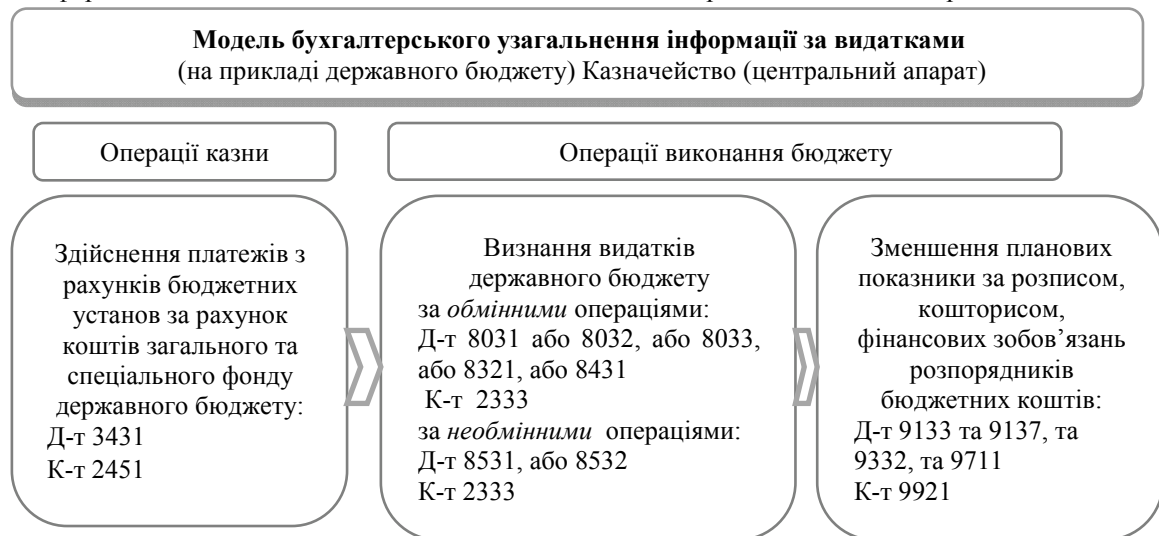 Модель бухгалтерського узагальнення інформації за видатками
(на прикладі державного бюджету) Казначейство (центральний апарат)
Операції казни
Операції виконання бюджету
Здійснення платежів з
рахунків бюджетних
установ за рахунок
коштів загального та
спеціального фонду
державного бюджету:
Д-т 3431
К-т 2451
Визнання видатків
державного бюджету
за обмінними операціями:
Д-т 8031 або 8032, або 8033,
або 8321, або 8431
К-т 2333
за необмінними операціями:
Д-т 8531, або 8532
К-т 2333
Зменшення планових
показники за розписом,
кошторисом,
фінансових зобов’язань
розпорядників
бюджетних коштів:
Д-т 9133 та 9137, та
9332, та 9711
К-т 9921